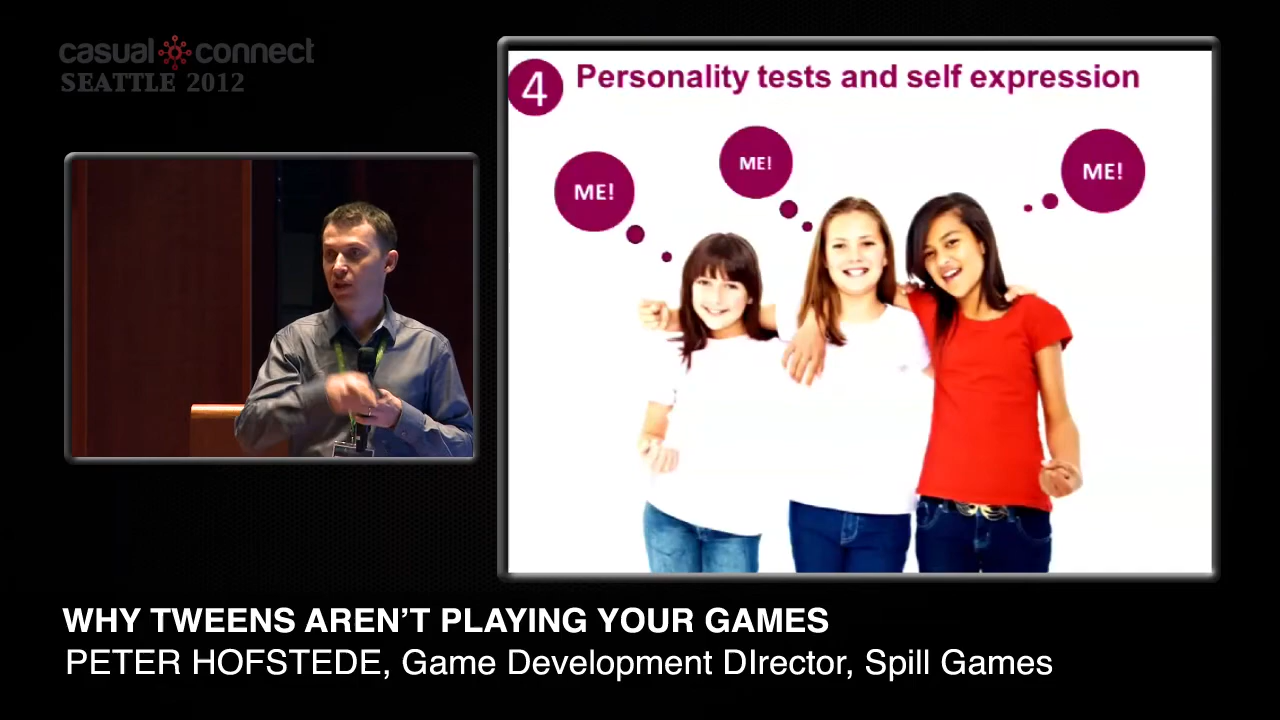 casual connect
SEATTLE 2012
4 Personality tests and self expression
ME!
ME!
ME!
WHY TWEENS AREN'T PLAYING YOUR GAMES
PETER HOFSTEDE, Game Development DIrector, Spill Games